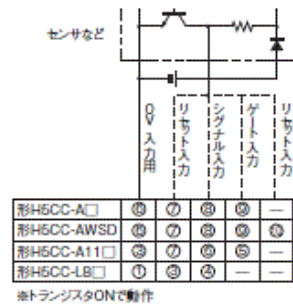 センサなど
0V入力用
リセット入力
シグナル入力
ゲート入力
リセット入力
形H5CC-A□ ⑥ ⑦ ⑧ ⑨ —
形H5CC-AWSD ⑥ ⑦ ⑧ ⑨ ⑩
形H5CC-A11□ ③ ⑦ ⑥ ⑤ —
形H5CC-L8□ ① ③ ④ — —
※トランジスタONで動作